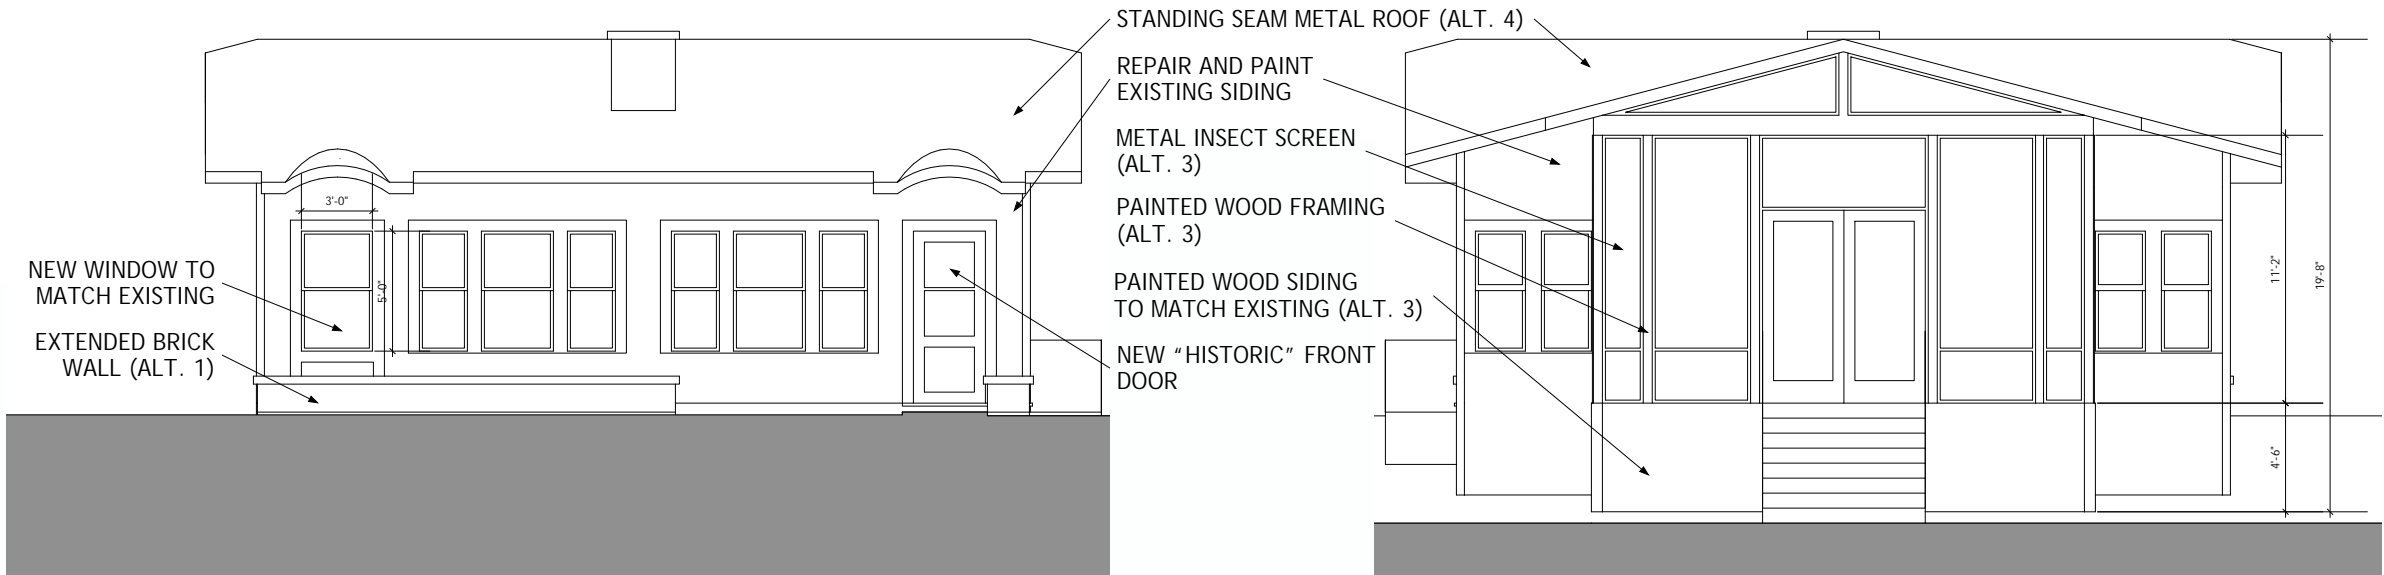 STANDING SEAM METAL ROOF (ALT. 4)
REPAIR AND PAINT
EXISTING SIDING
METAL INSECT SCREEN
(ALT. 3)
PAINTED WOOD FRAMING
(ALT. 3)
PAINTED WOOD SIDING
TO MATCH EXISTING (ALT. 3)
NEW “HISTORIC” FRONT
DOOR
NEW WINDOW TO
MATCH EXISTING
EXTENDED BRICK
WALL (ALT. 1)
3'-0"
5'-0"
11'-2"
19'-8"
4'-6"